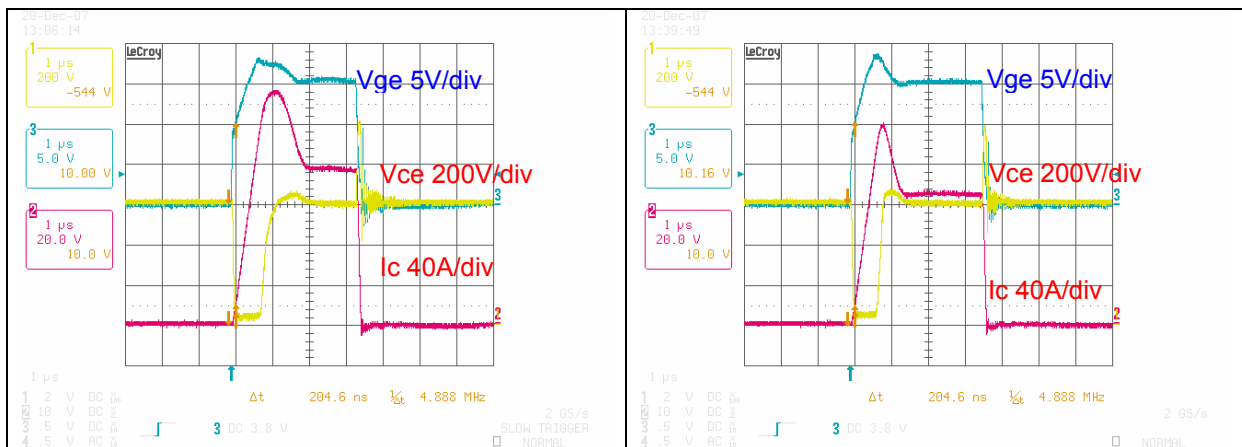 20-Dec-07
13:06:14
LeCroy
1
1 µs
200 V
-544 V
3
1 µs
5.0 V
10.00 V
2
1 µs
20.0 V
10.0 V
Vge 5V/div
Vce 200V/div
Ic 40A/div
3
2
1 µs
Δt 204.6 ns 1/Δt 4.888 MHz
1 2 V DC
2 10 V DC
3 .5 V DC
4 .5 V AC
3 DC 3.8 V
2 GS/s
SLOW TRIGGER
NORMAL
20-Dec-07
13:39:49
LeCroy
1
1 µs
200 V
-544 V
3
1 µs
5.0 V
10.16 V
2
1 µs
20.0 V
10.0 V
Vge 5V/div
Vce 200V/div
Ic 40A/div
3
2
1 µs
Δt 204.6 ns 1/Δt 4.888 MHz
1 2 V DC
2 10 V DC
3 .5 V DC
4 .5 V AC
3 DC 3.8 V
2 GS/s
SLOW TRIGGER
NORMAL